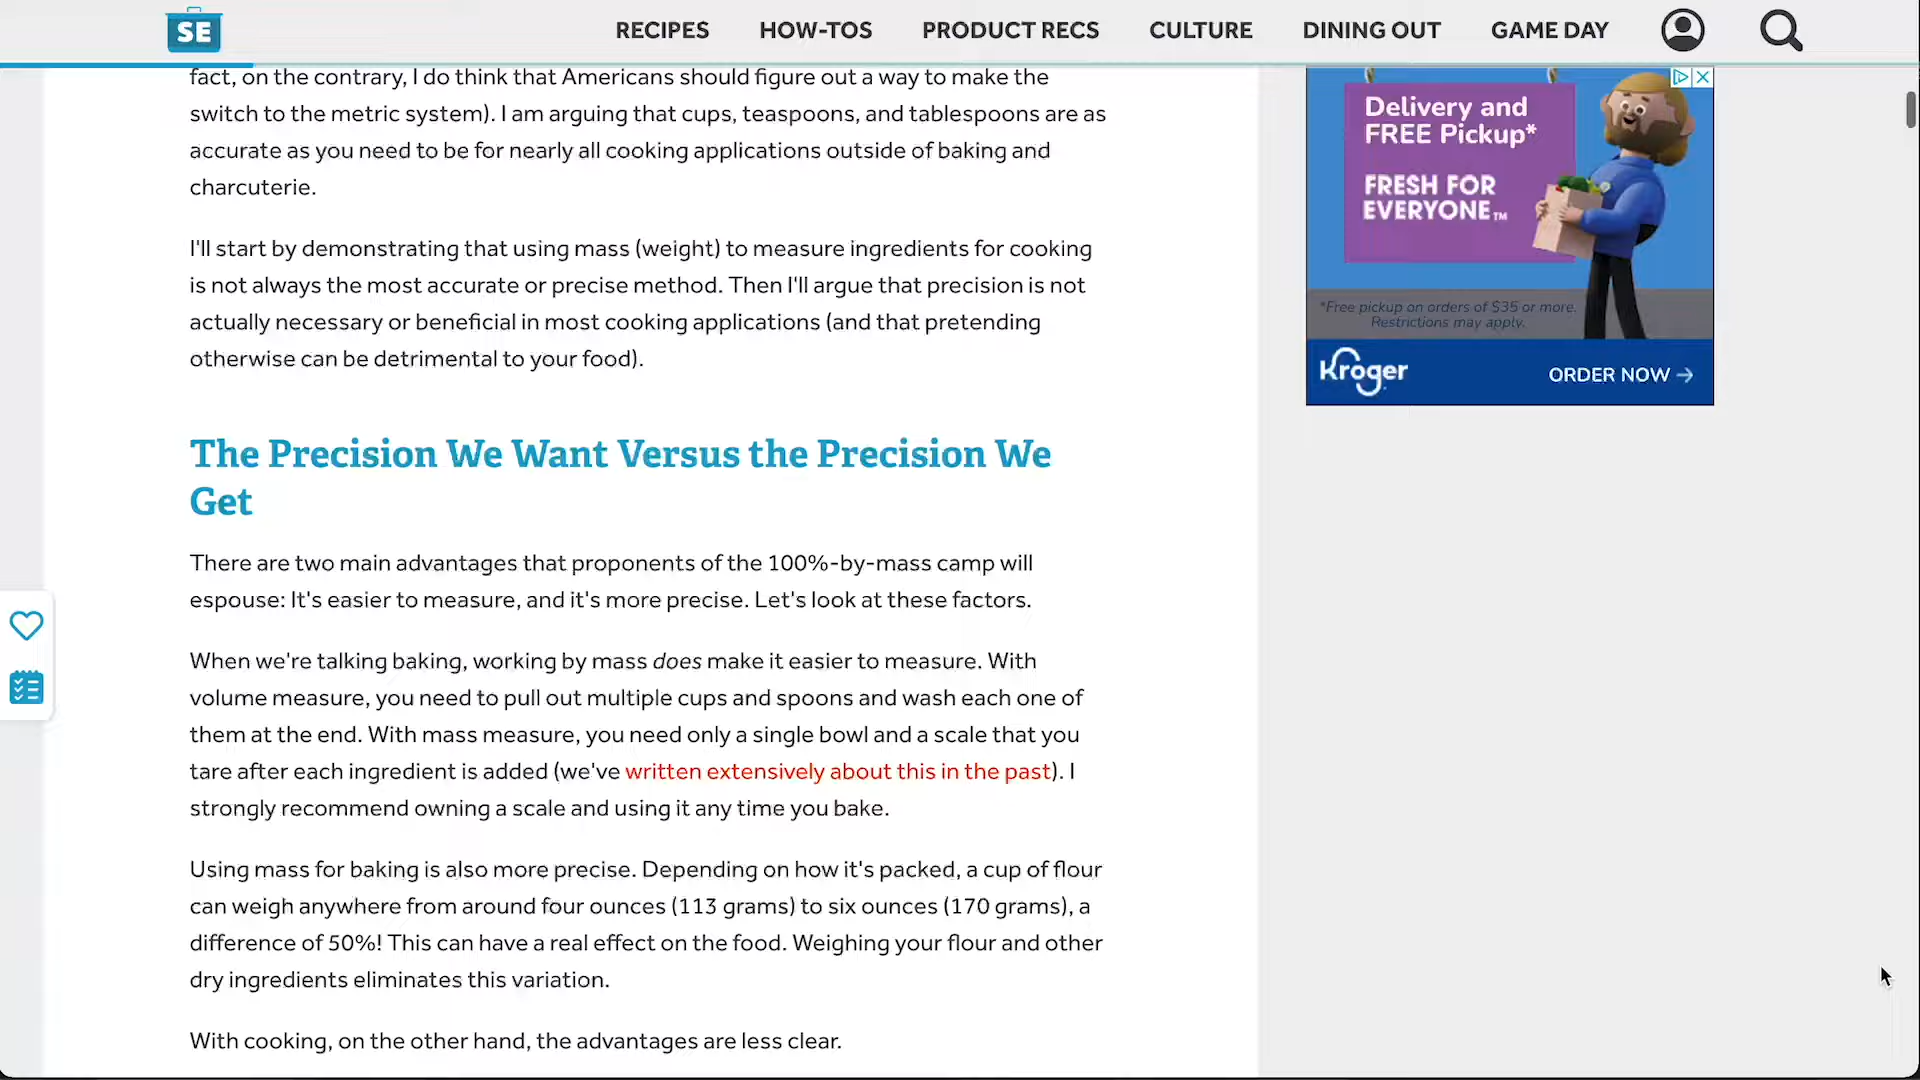 SE
RECIPES HOW-TOS PRODUCT RECS CULTURE DINING OUT GAME DAY
fact, on the contrary, I do think that Americans should figure out a way to make the
switch to the metric system). I am arguing that cups, teaspoons, and tablespoons are as
accurate as you need to be for nearly all cooking applications outside of baking and
charcuterie.
I'll start by demonstrating that using mass (weight) to measure ingredients for cooking
is not always the most accurate or precise method. Then I'll argue that precision is not
actually necessary or beneficial in most cooking applications (and that pretending
otherwise can be detrimental to your food).
The Precision We Want Versus the Precision We
Get
There are two main advantages that proponents of the 100%-by-mass camp will
espouse: It's easier to measure, and it's more precise. Let's look at these factors.
When we're talking baking, working by mass does make it easier to measure. With
volume measure, you need to pull out multiple cups and spoons and wash each one of
them at the end. With mass measure, you need only a single bowl and a scale that you
tare after each ingredient is added (we've written extensively about this in the past). I
strongly recommend owning a scale and using it any time you bake.
Using mass for baking is also more precise. Depending on how it's packed, a cup of flour
can weigh anywhere from around four ounces (113 grams) to six ounces (170 grams), a
difference of 50%! This can have a real effect on the food. Weighing your flour and other
dry ingredients eliminates this variation.
With cooking, on the other hand, the advantages are less clear.
Delivery and
FREE Pickup*
FRESH FOR
EVERYONE™
*Free pickup on orders of $35 or more.
Restrictions may apply.
Kroger
ORDER NOW →